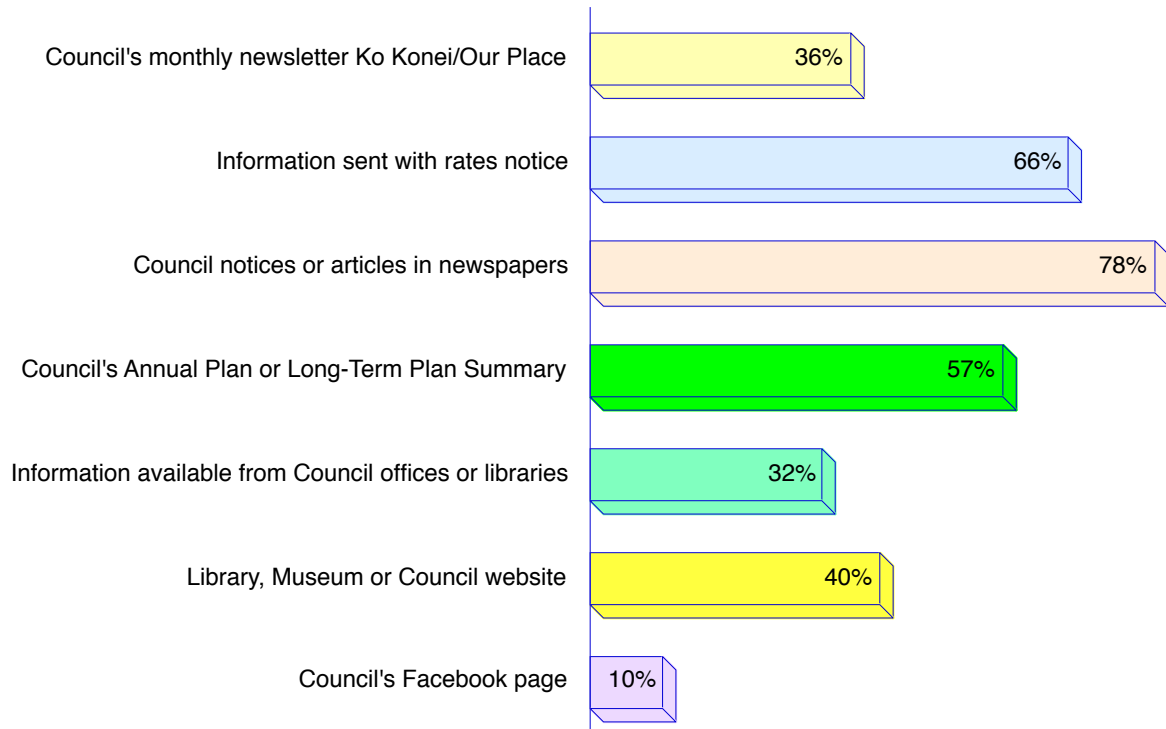 Council's monthly newsletter Ko Konei/Our Place 36%
Information sent with rates notice 66%
Council notices or articles in newspapers 78%
Council's Annual Plan or Long-Term Plan Summary 57%
Information available from Council offices or libraries 32%
Library, Museum or Council website 40%
Council's Facebook page 10%